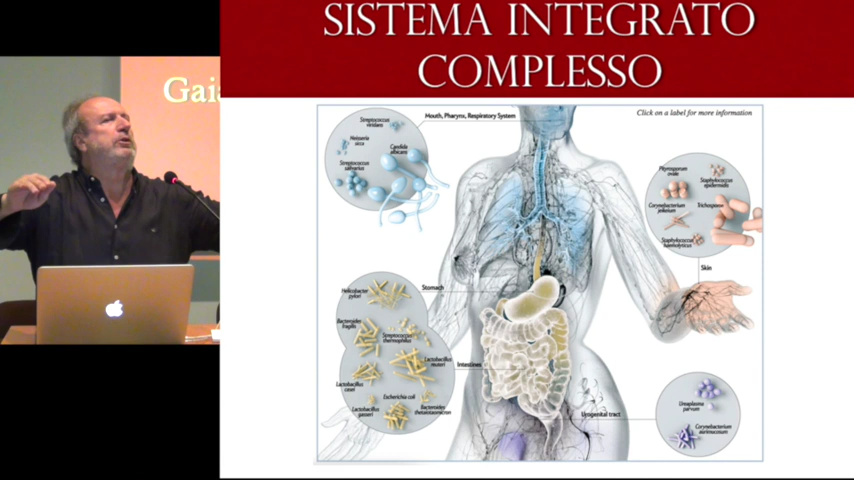 Gaia
SISTEMA INTEGRATO
COMPLESSO
Mouth, Pharynx, Respiratory System
Click on a label for more information
Streptococcus
viridans
Neisseria
sicca
Candida
albicans
Streptococcus
salivarius
Pityrosporum
ovale
Staphylococcus
epidermidis
Corynebacterium
jeikeium
Trichosporon
Staphylococcus
haemolyticus
Skin
Stomach
Helicobacter
pylori
Bacteroides
fragilis
Streptococcus
thermophilus
Lactobacillus
reuteri
Intestines
Lactobacillus
casei
Escherichia coli
Lactobacillus
gasseri
Bacteroides
thetaiotaomicron
Urogenital tract
Ureaplasma
parvum
Corynebacterium
aurimucosum